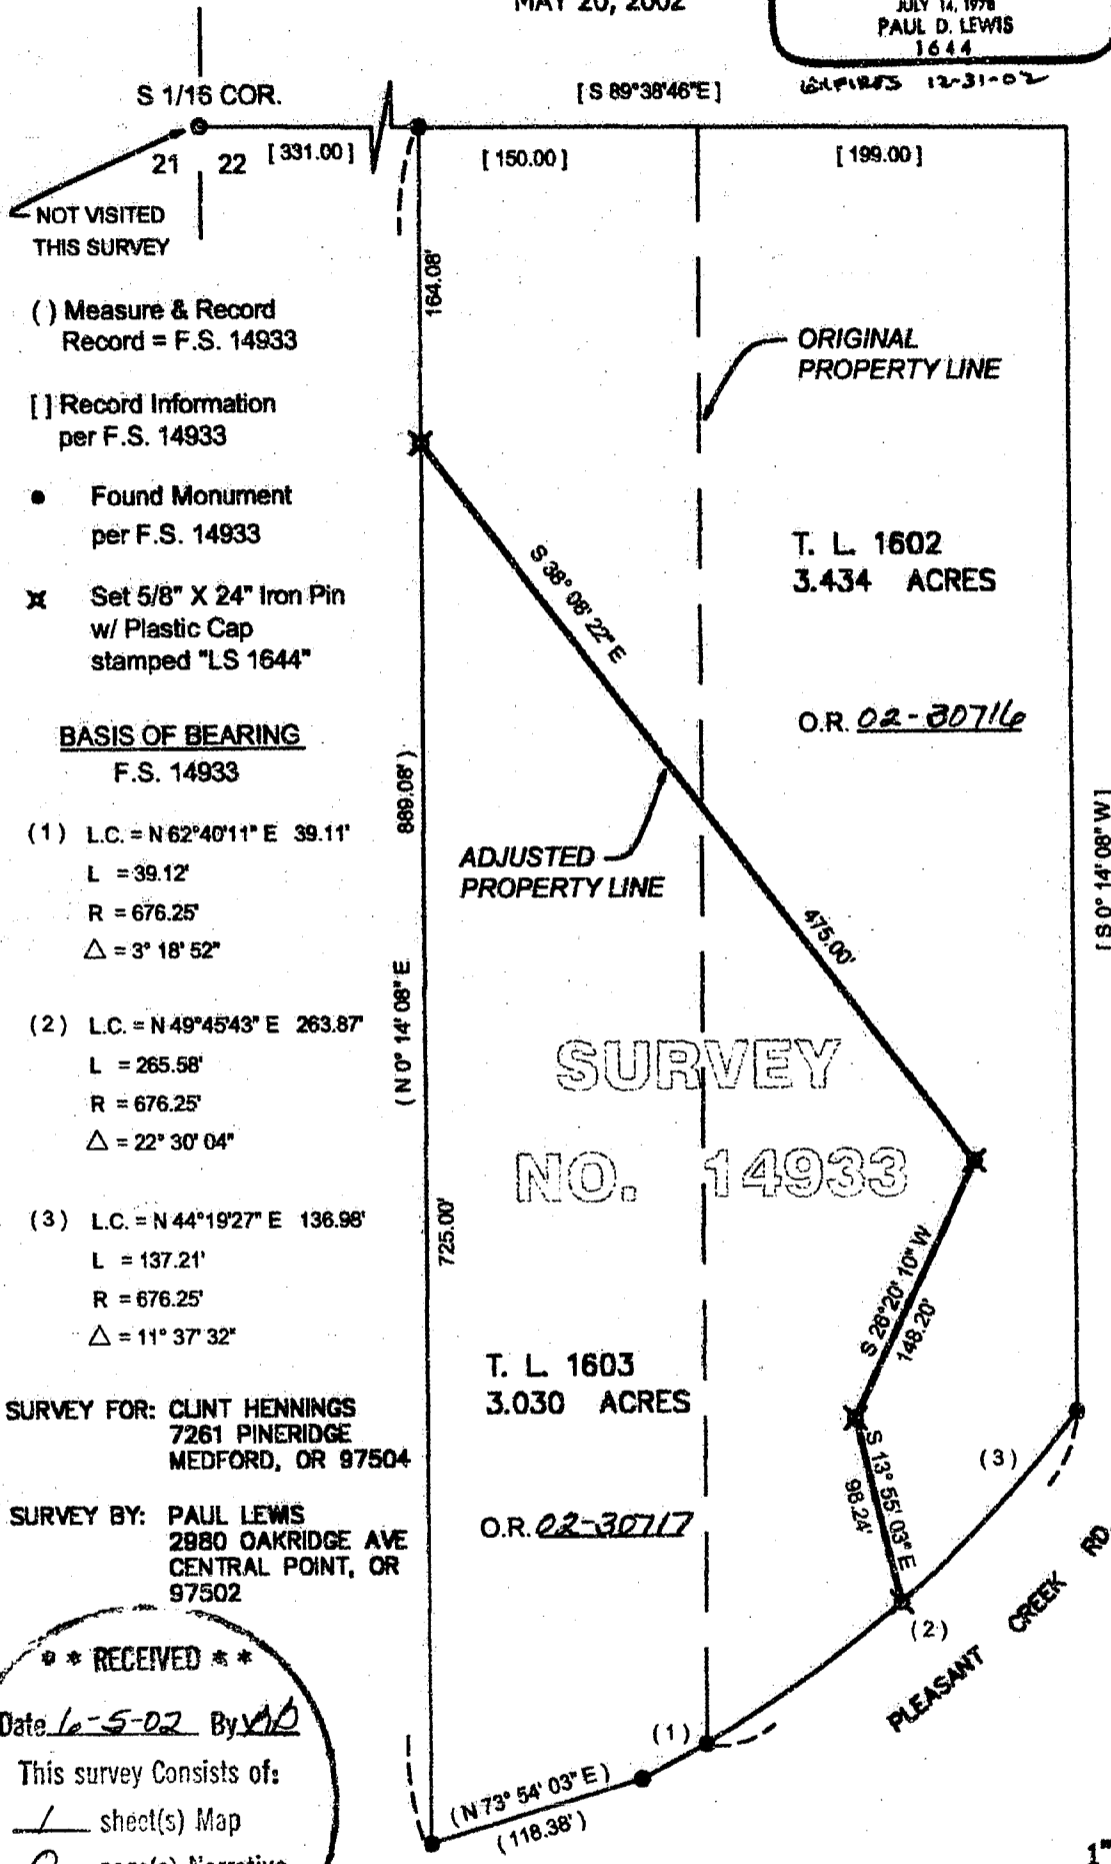 MAY 20, 2002
JULY 14, 1978
PAUL D. LEWIS
1644
EXPIRES 12-31-02
S 1/16 COR.
[ S 89°38'46"E ]
21 22 [ 331.00 ]
[ 150.00 ]
[ 199.00 ]
NOT VISITED
THIS SURVEY
164.08'
( ) Measure & Record
Record = F.S. 14933
ORIGINAL
PROPERTY LINE
[ ] Record Information
per F.S. 14933
Found Monument
per F.S. 14933
S 38° 08' 22" E
T. L. 1602
3.434 ACRES
Set 5/8" X 24" Iron Pin
w/ Plastic Cap
stamped "LS 1644"
O.R. 02-30716
BASIS OF BEARING
F.S. 14933
( N 0° 14' 08" E 889.08' )
[ S 0° 14' 08" W ]
(1) L.C. = N 62°40'11" E 39.11'
L = 39.12'
R = 676.25'
△ = 3° 18' 52"
ADJUSTED
PROPERTY LINE
475.00'
(2) L.C. = N 49°45'43" E 263.87'
L = 265.58'
R = 676.25'
△ = 22° 30' 04"
SURVEY
NO. 14933
(3) L.C. = N 44°19'27" E 136.98'
L = 137.21'
R = 676.25'
△ = 11° 37' 32"
725.00'
S 28° 20' 10" W
148.20'
T. L. 1603
3.030 ACRES
SURVEY FOR: CLINT HENNINGS
7261 PINERIDGE
MEDFORD, OR 97504
S 13° 55' 03" E
98.24'
(3)
SURVEY BY: PAUL LEWIS
2980 OAKRIDGE AVE
CENTRAL POINT, OR
97502
O.R. 02-30717
(2)
PLEASANT CREEK RD
(1)
* * RECEIVED * *
Date 6-5-02 By
This survey Consists of:
1 sheet(s) Map
0 page(s) Narrative
( N 73° 54' 03" E )
( 118.38' )
1"